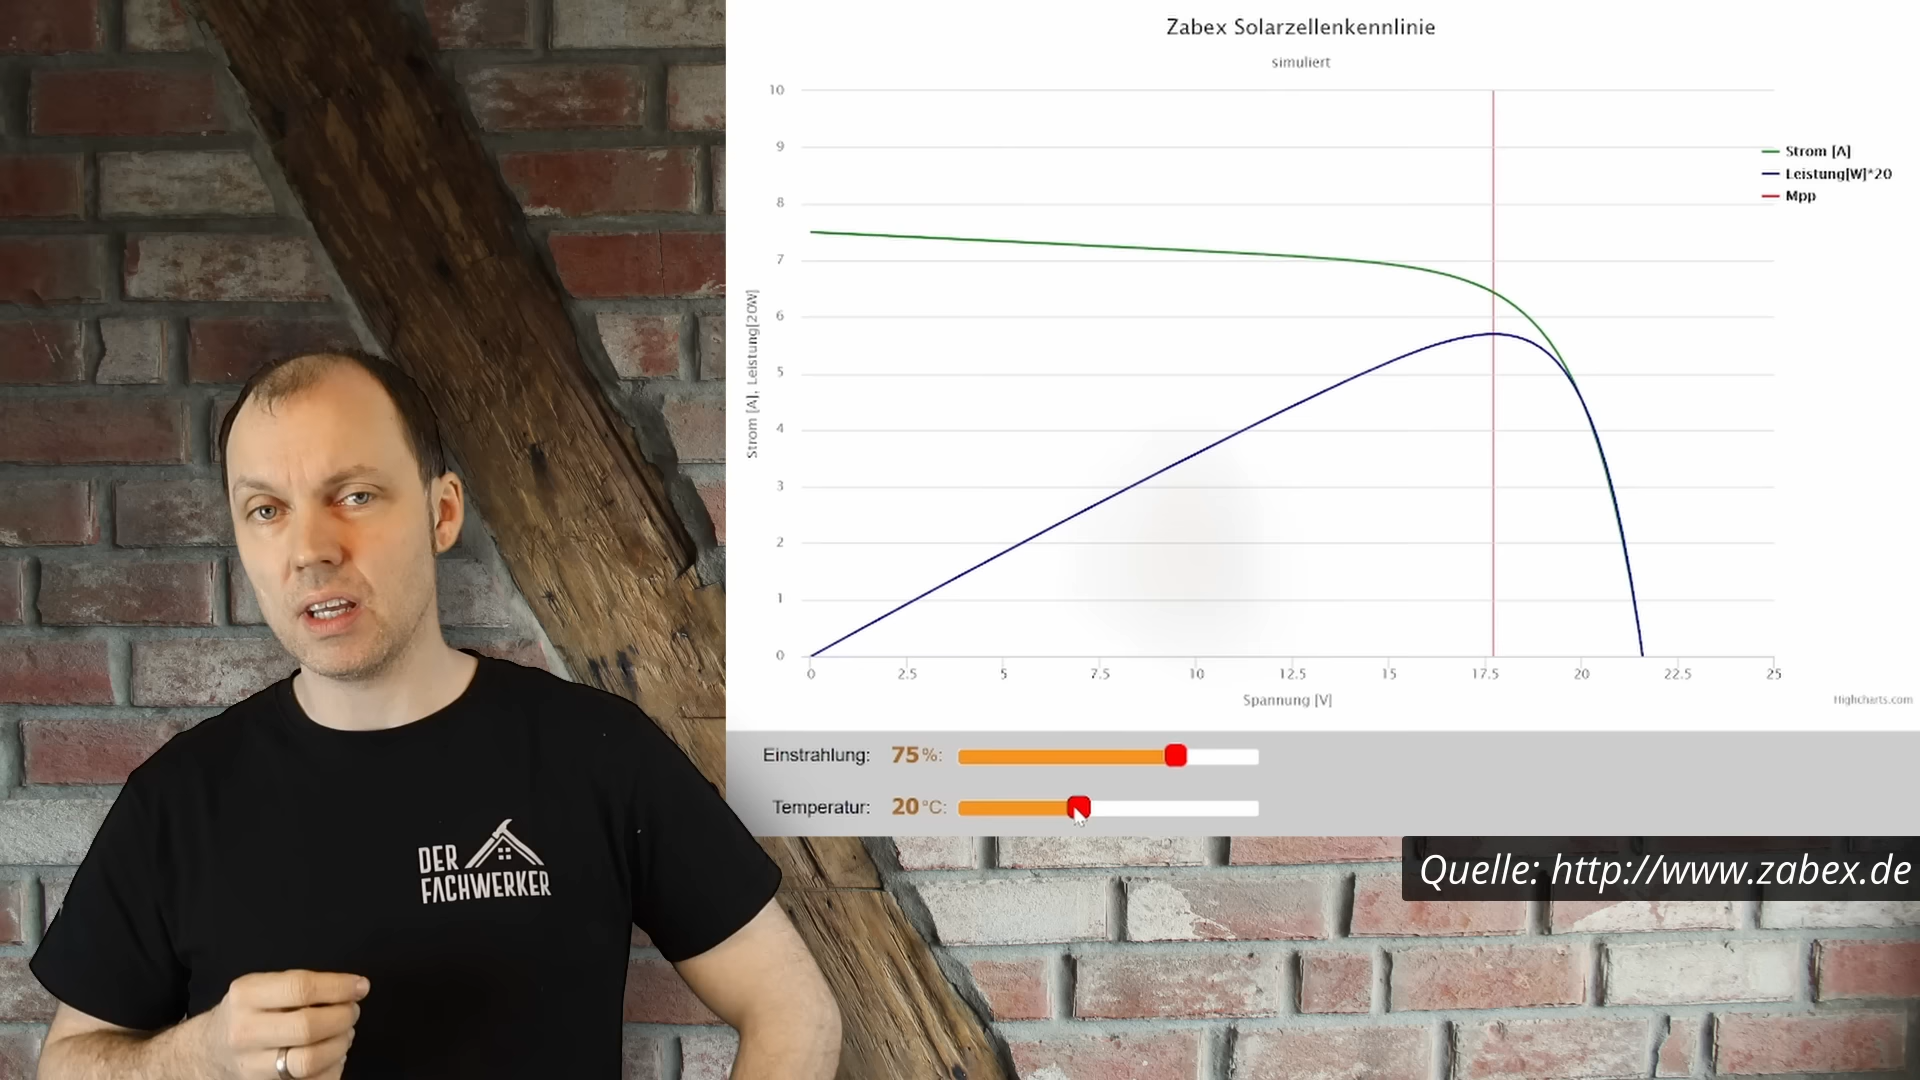 Zabex Solarzellenkennlinie
simuliert
10
9
8
7
6
5
4
3
2
1
0
Strom [A], Leistung[20W]
0
2.5
5
7.5
10
12.5
15
17.5
20
22.5
25
Spannung [V]
Strom [A]
Leistung[W]*20
Mpp
Highcharts.com
Einstrahlung: 75%:
Temperatur: 20°C:
DER
FACHWERKER
Quelle: http://www.zabex.de